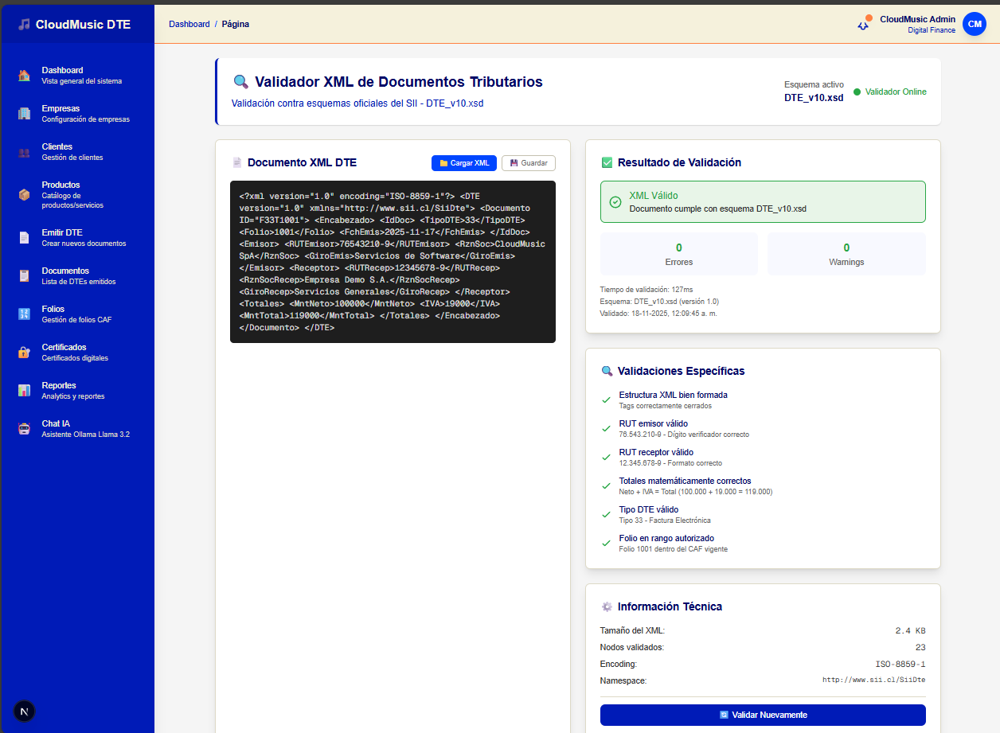 CloudMusic DTE
Dashboard
Vista general del sistema
Empresas
Configuración de empresas
Clientes
Gestión de clientes
Productos
Catálogo de
productos/servicios
Emitir DTE
Crear nuevos documentos
Documentos
Lista de DTEs emitidos
Folios
Gestión de folios CAF
Certificados
Certificados digitales
Reportes
Analytics y reportes
Chat IA
Asistente Ollama Llama 3.2
N
Dashboard / Página
CloudMusic Admin
Digital Finance
CM
Validador XML de Documentos Tributarios
Validación contra esquemas oficiales del SII - DTE_v10.xsd
Esquema activo
DTE_v10.xsd
Validador Online
Documento XML DTE
Cargar XML
Guardar
<?xml version="1.0" encoding="ISO-8859-1"?> <DTE
version="1.0" xmlns="http://www.sii.cl/SiiDte"> <Documento
ID="F33T1001"> <Encabezado> <IdDoc> <TipoDTE>33</TipoDTE>
<Folio>1001</Folio> <FchEmis>2025-11-17</FchEmis> </IdDoc>
<Emisor> <RUTEmisor>76543210-9</RUTEmisor> <RznSoc>CloudMusic
SpA</RznSoc> <GiroEmis>Servicios de Software</GiroEmis>
</Emisor> <Receptor> <RUTRecep>12345678-9</RUTRecep>
<RznSocRecep>Empresa Demo S.A.</RznSocRecep>
<GiroRecep>Servicios Generales</GiroRecep> </Receptor>
<Totales> <MntNeto>100000</MntNeto> <IVA>19000</IVA>
<MntTotal>119000</MntTotal> </Totales> </Encabezado>
</Documento> </DTE>
Resultado de Validación
XML Válido
Documento cumple con esquema DTE_v10.xsd
0
Errores
0
Warnings
Tiempo de validación: 127ms
Esquema: DTE_v10.xsd (versión 1.0)
Validado: 18-11-2025, 12:09:45 a. m.
Validaciones Específicas
Estructura XML bien formada
Tags correctamente cerrados
RUT emisor válido
76.543.210-9 - Dígito verificador correcto
RUT receptor válido
12.345.678-9 - Formato correcto
Totales matemáticamente correctos
Neto + IVA = Total (100.000 + 19.000 = 119.000)
Tipo DTE válido
Tipo 33 - Factura Electrónica
Folio en rango autorizado
Folio 1001 dentro del CAF vigente
Información Técnica
Tamaño del XML: 2.4 KB
Nodos validados: 23
Encoding: ISO-8859-1
Namespace: http://www.sii.cl/SiiDte
Validar Nuevamente